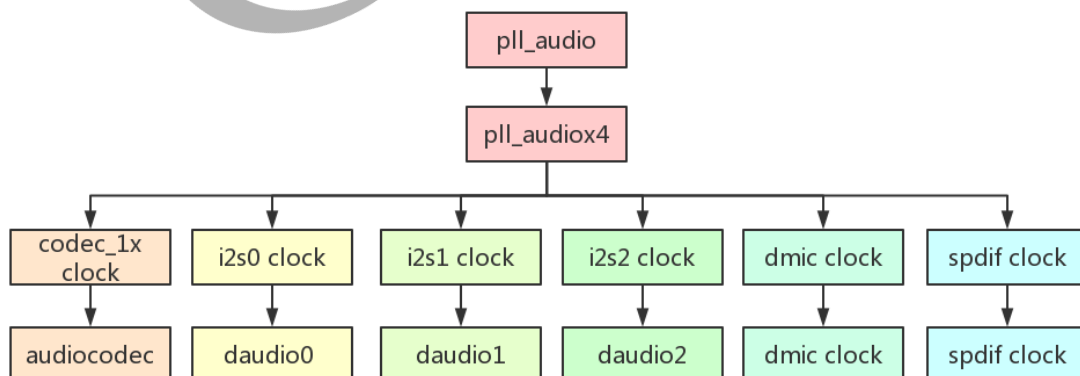 pll_audio
pll_audiox4
codec_1x
clock
i2s0 clock
i2s1 clock
i2s2 clock
dmic clock
spdif clock
audiocodec
daudio0
daudio1
daudio2
dmic clock
spdif clock